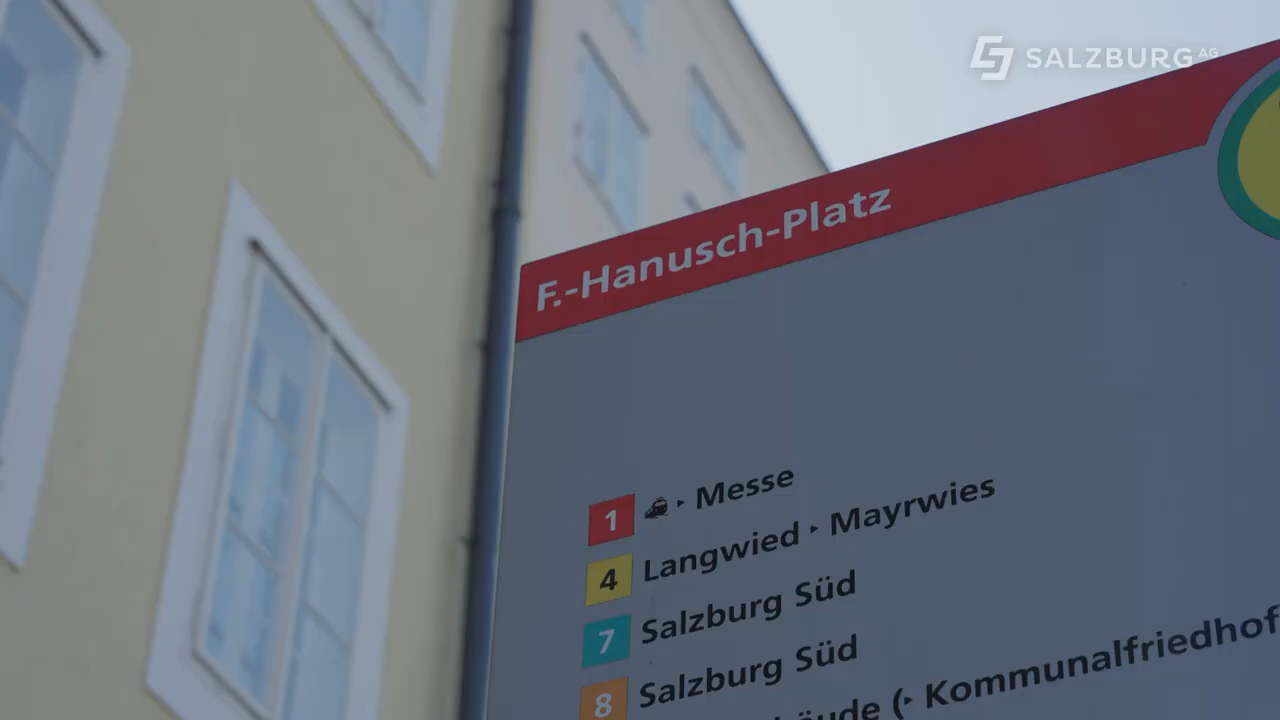 SALZBURG AG
F.-Hanusch-Platz
1 ▸ Messe
4 Langwied ▸ Mayrwies
7 Salzburg Süd
8 Salzburg Süd
(▸ Kommunalfriedhof